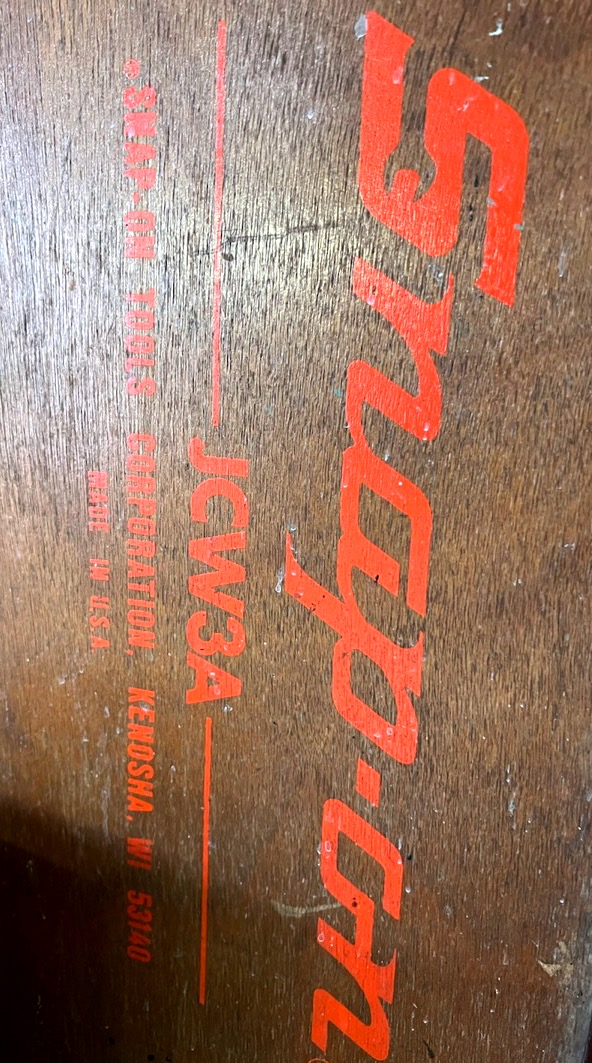 Snap-on
JCW3A
SNAP-ON TOOLS CORPORATION, KENOSHA, WI 53140
MADE IN U.S.A